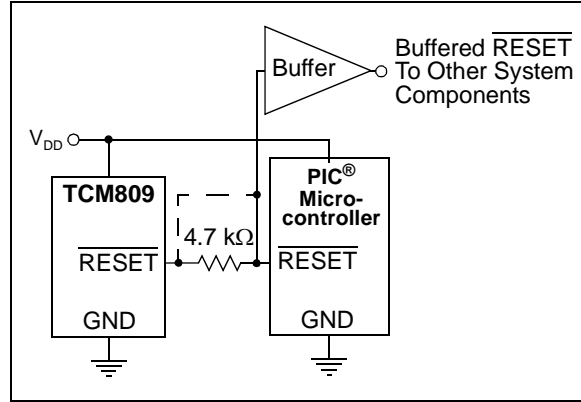 Buffer
Buffered RESET
To Other System
Components
VDD
TCM809
PIC®
Micro-
controller
4.7 kΩ
RESET
RESET
GND
GND